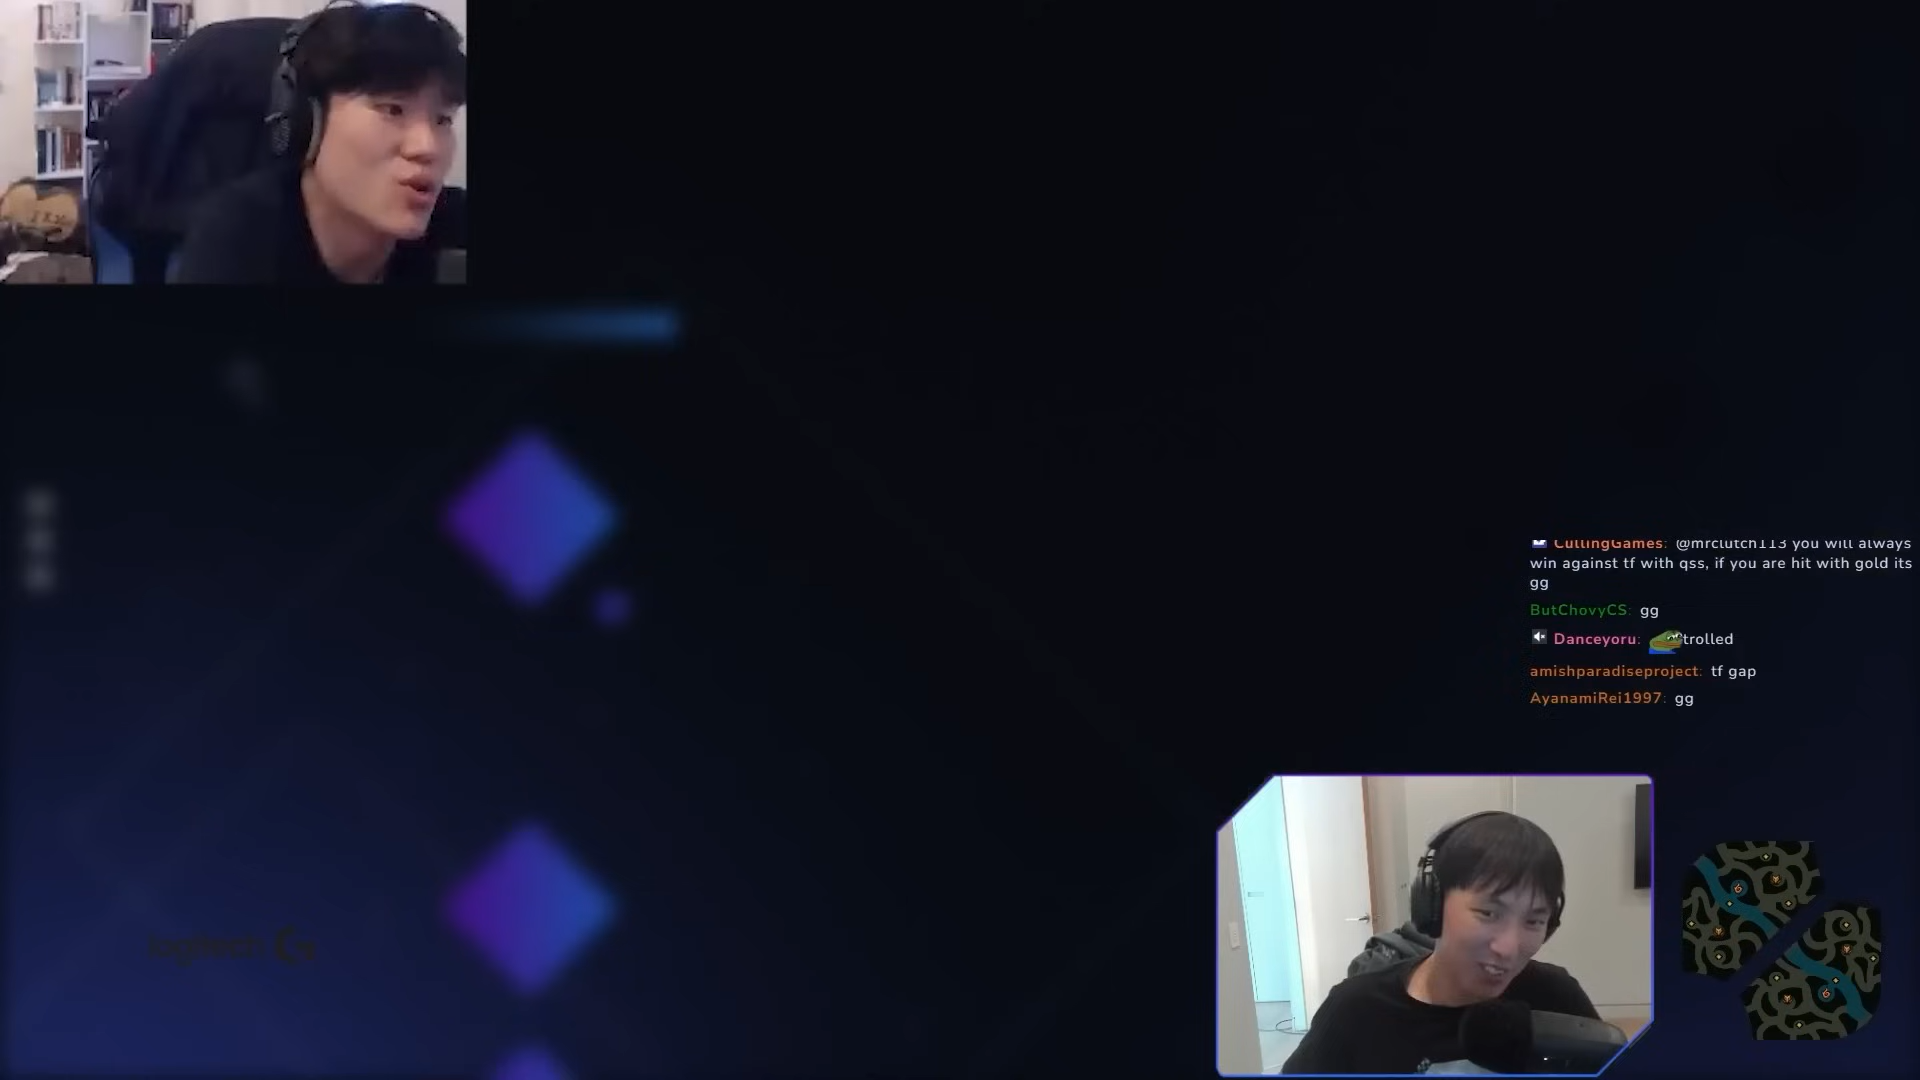 CullingGames: @mrclutch113 you will always
win against tf with qss, if you are hit with gold its
gg
ButChovyCS: gg
Danceyoru: trolled
amishparadiseproject: tf gap
AyanamiRei1997: gg
logitech G